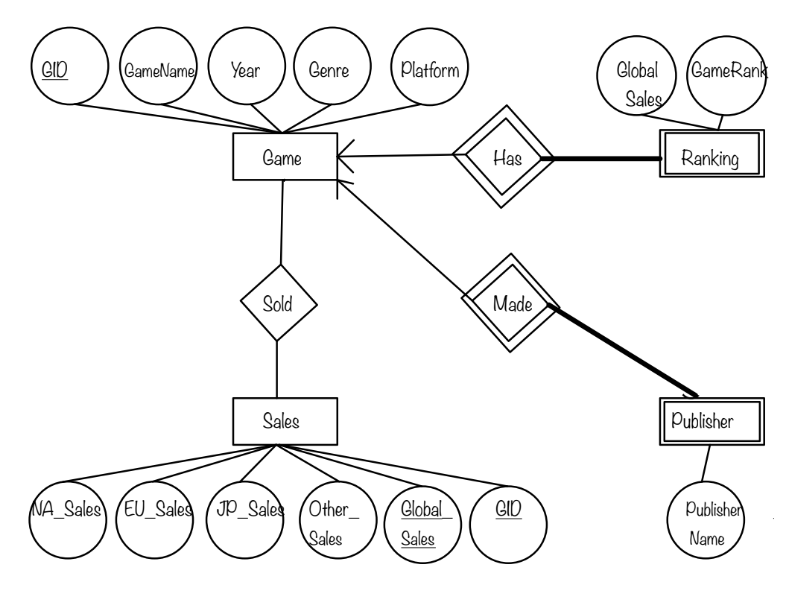 GID
GameName
Year
Genre
Platform
Global
Sales
GameRank
Game
Has
Ranking
Sold
Made
Sales
Publisher
NA_Sales
EU_Sales
JP_Sales
Other_
Sales
Global_
Sales
GID
Publisher
Name